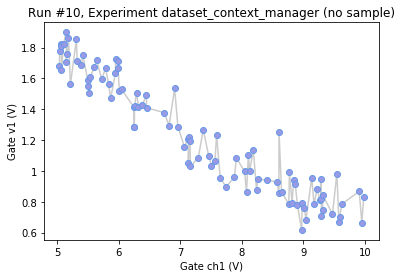 Run #10, Experiment dataset_context_manager (no sample)
1.8
1.6
1.4
1.2
1
0.8
0.6
Gate v1 (V)
5 6 7 8 9 10
Gate ch1 (V)